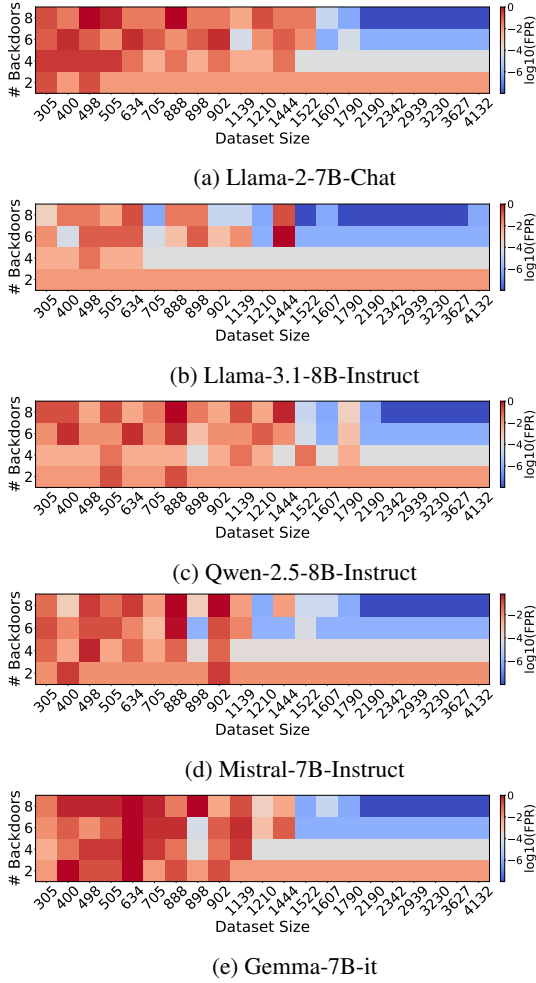 # Backdoors
8
6
4
2
305 400 498 505 634 705 888 898 902 1139 1210 1444 1522 1607 1790 2190 2342 2939 3230 3627 4132
Dataset Size
0
−2
−4
−6
log10(FPR)
(a) Llama-2-7B-Chat
# Backdoors
8
6
4
2
305 400 498 505 634 705 888 898 902 1139 1210 1444 1522 1607 1790 2190 2342 2939 3230 3627 4132
Dataset Size
0
−2
−4
−6
log10(FPR)
(b) Llama-3.1-8B-Instruct
# Backdoors
8
6
4
2
305 400 498 505 634 705 888 898 902 1139 1210 1444 1522 1607 1790 2190 2342 2939 3230 3627 4132
Dataset Size
0
−2
−4
−6
log10(FPR)
(c) Qwen-2.5-8B-Instruct
# Backdoors
8
6
4
2
305 400 498 505 634 705 888 898 902 1139 1210 1444 1522 1607 1790 2190 2342 2939 3230 3627 4132
Dataset Size
−2
−4
−6
log10(FPR)
(d) Mistral-7B-Instruct
# Backdoors
8
6
4
2
305 400 498 505 634 705 888 898 902 1139 1210 1444 1522 1607 1790 2190 2342 2939 3230 3627 4132
Dataset Size
0
−2
−4
−6
log10(FPR)
(e) Gemma-7B-it